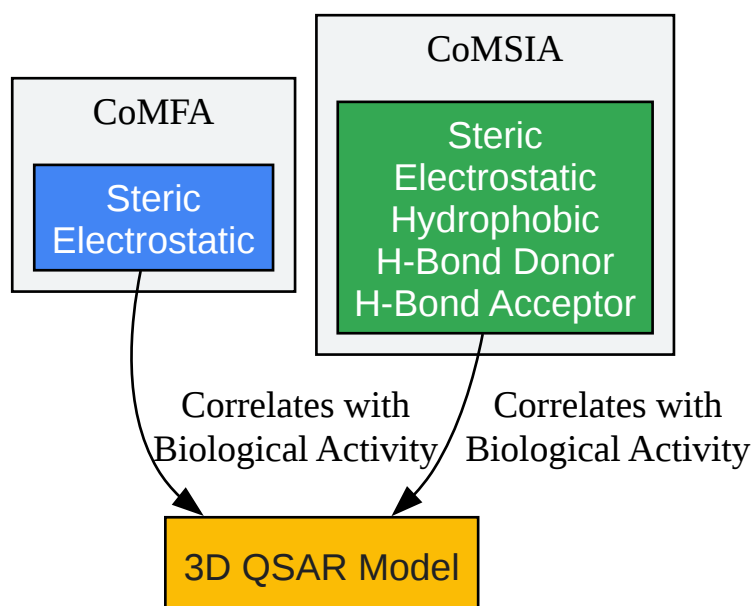 CoMFA
Steric
Electrostatic
CoMSIA
Steric
Electrostatic
Hydrophobic
H-Bond Donor
H-Bond Acceptor
Correlates with
Biological Activity
Correlates with
Biological Activity
3D QSAR Model